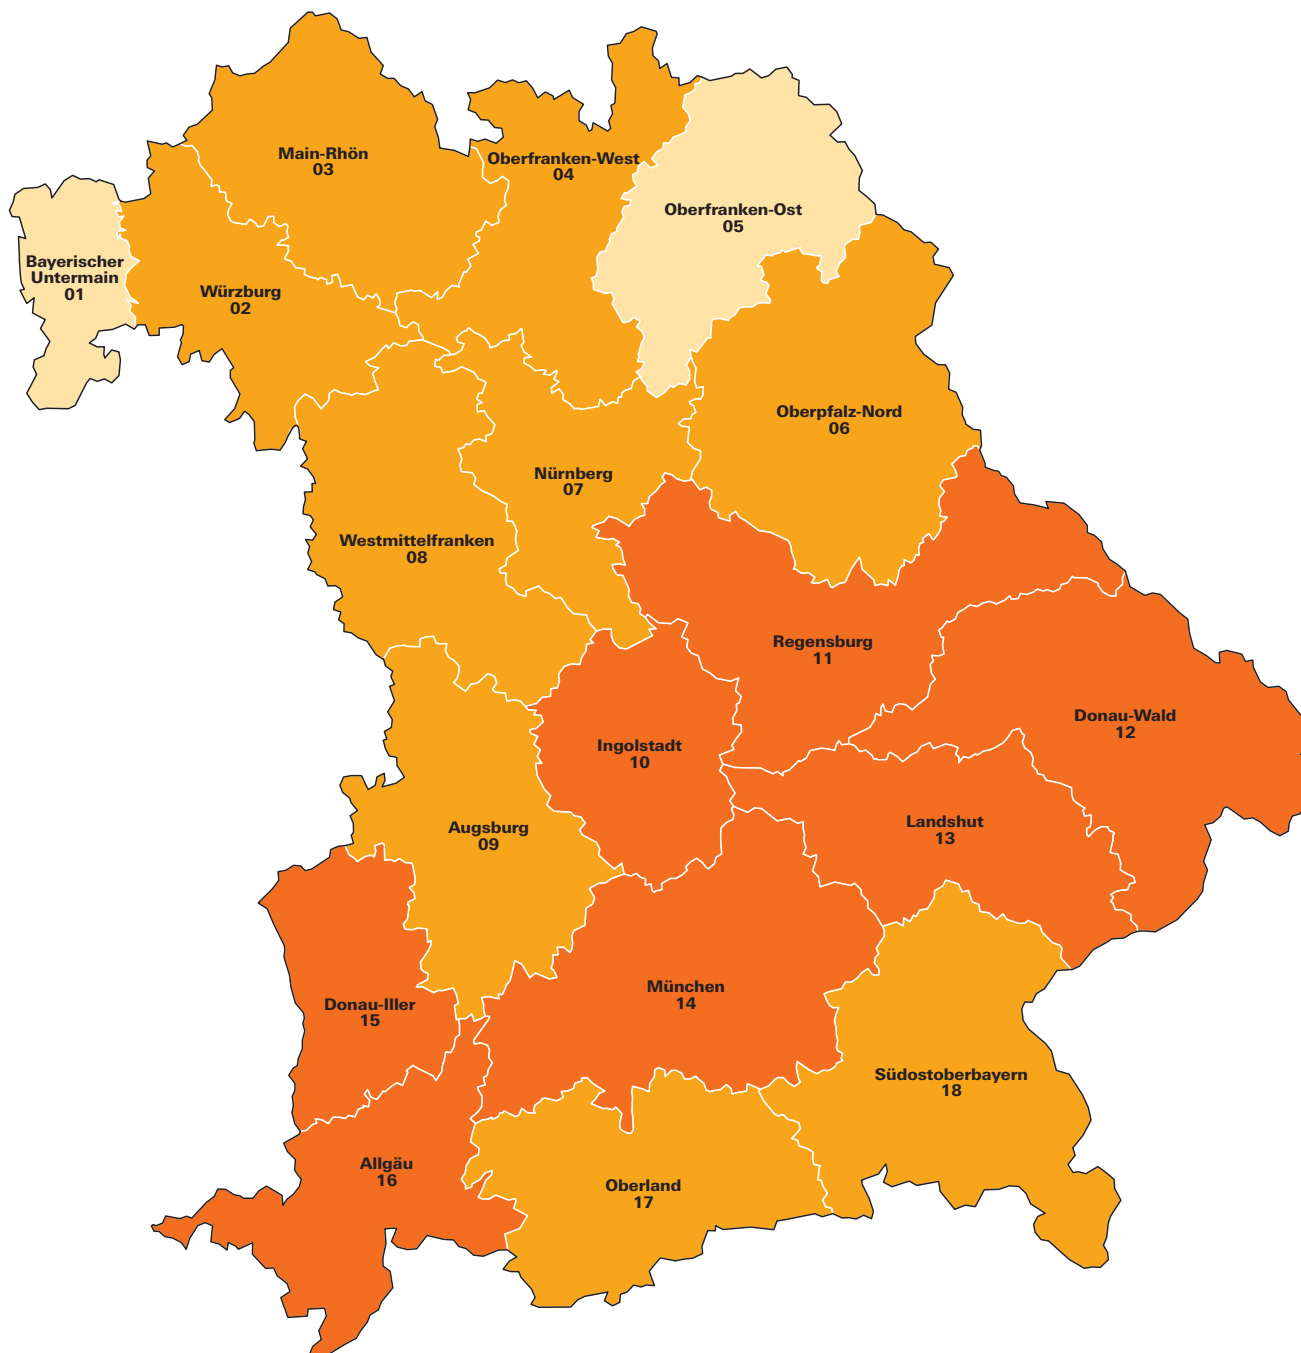 Main-Rhön
03
Oberfranken-West
04
Oberfranken-Ost
05
Bayerischer
Untermain
01
Würzburg
02
Oberpfalz-Nord
06
Nürnberg
07
Westmittelfranken
08
Regensburg
11
Donau-Wald
12
Ingolstadt
10
Landshut
13
Augsburg
09
München
14
Donau-Iller
15
Südostoberbayern
18
Allgäu
16
Oberland
17